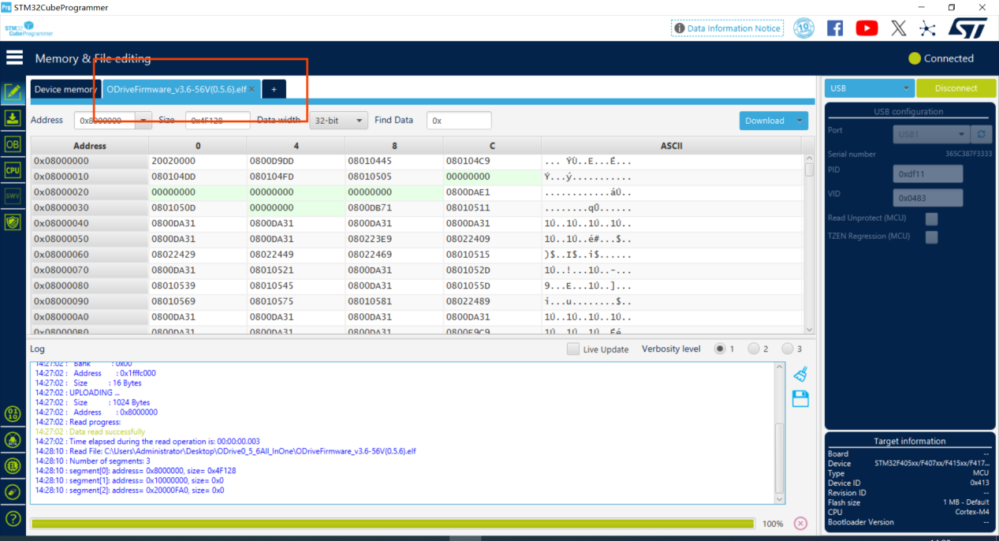 STM32CubeProgrammer
STM32 CubeProgrammer
Data Information Notice
Memory & File editing
Connected
Device memory ODriveFirmware_v3.6-56V(0.5.6).elf × +
Address 0x8000000 Size 0x4F128 Data width 32-bit Find Data 0x Download
Address 0 4 8 C ASCII
0x08000000 20020000 0800D9DD 08010445 080104C9 ... ÝÙ..E...É...
0x08000010 080104DD 080104FD 08010505 00000000 Ý...ý...........
0x08000020 00000000 00000000 00000000 0800DAE1 ............áÚ..
0x08000030 0801050D 00000000 0800DB71 08010511 ........qÛ......
0x08000040 0800DA31 0800DA31 0800DA31 0800DA31 1Ú..1Ú..1Ú..1Ú..
0x08000050 0800DA31 0800DA31 080223E9 08022409 1Ú..1Ú..é#...$..
0x08000060 08022429 08022449 08022469 08010515 )$..I$..i$......
0x08000070 0800DA31 08010521 0800DA31 0801052D 1Ú..!...1Ú..-...
0x08000080 08010539 08010545 0800DA31 0801055D 9...E...1Ú..]...
0x08000090 08010569 08010575 08010581 08022489 i...u........$..
0x080000A0 0800DA31 0800DA31 0800DA31 0800DA31 1Ú..1Ú..1Ú..1Ú..
0x080000B0 0800DA31 0800DA31 0800DA31 0800E9C9 1Ú..1Ú..1Ú..Éé..
Log Live Update Verbosity level 1 2 3
14:27:02 : Bank : 0x00
14:27:02 : Address : 0x1fffc000
14:27:02 : Size : 16 Bytes
14:27:02 : UPLOADING ...
14:27:02 : Size : 1024 Bytes
14:27:02 : Address : 0x8000000
14:27:02 : Read progress:
14:27:02 : Data read successfully
14:27:02 : Time elapsed during the read operation is: 00:00:00.003
14:28:10 : Read File: C:\Users\Administrator\Desktop\ODrive0_5_6All_InOne\ODriveFirmware_v3.6-56V(0.5.6).elf
14:28:10 : Number of segments: 3
14:28:10 : segment[0]: address= 0x8000000, size= 0x4F128
14:28:10 : segment[1]: address= 0x10000000, size= 0x0
14:28:10 : segment[2]: address= 0x20000FA0, size= 0x0
100%
OB
CPU
SWV
USB Disconnect
USB configuration
Port USB1
Serial number 365C387F3333
PID 0xdf11
VID 0x0483
Read Unprotect (MCU)
TZEN Regression (MCU)
Target information
Board --
Device STM32F405xx/F407xx/F415xx/F417...
Type MCU
Device ID 0x413
Revision ID --
Flash size 1 MB - Default
CPU Cortex-M4
Bootloader Version --